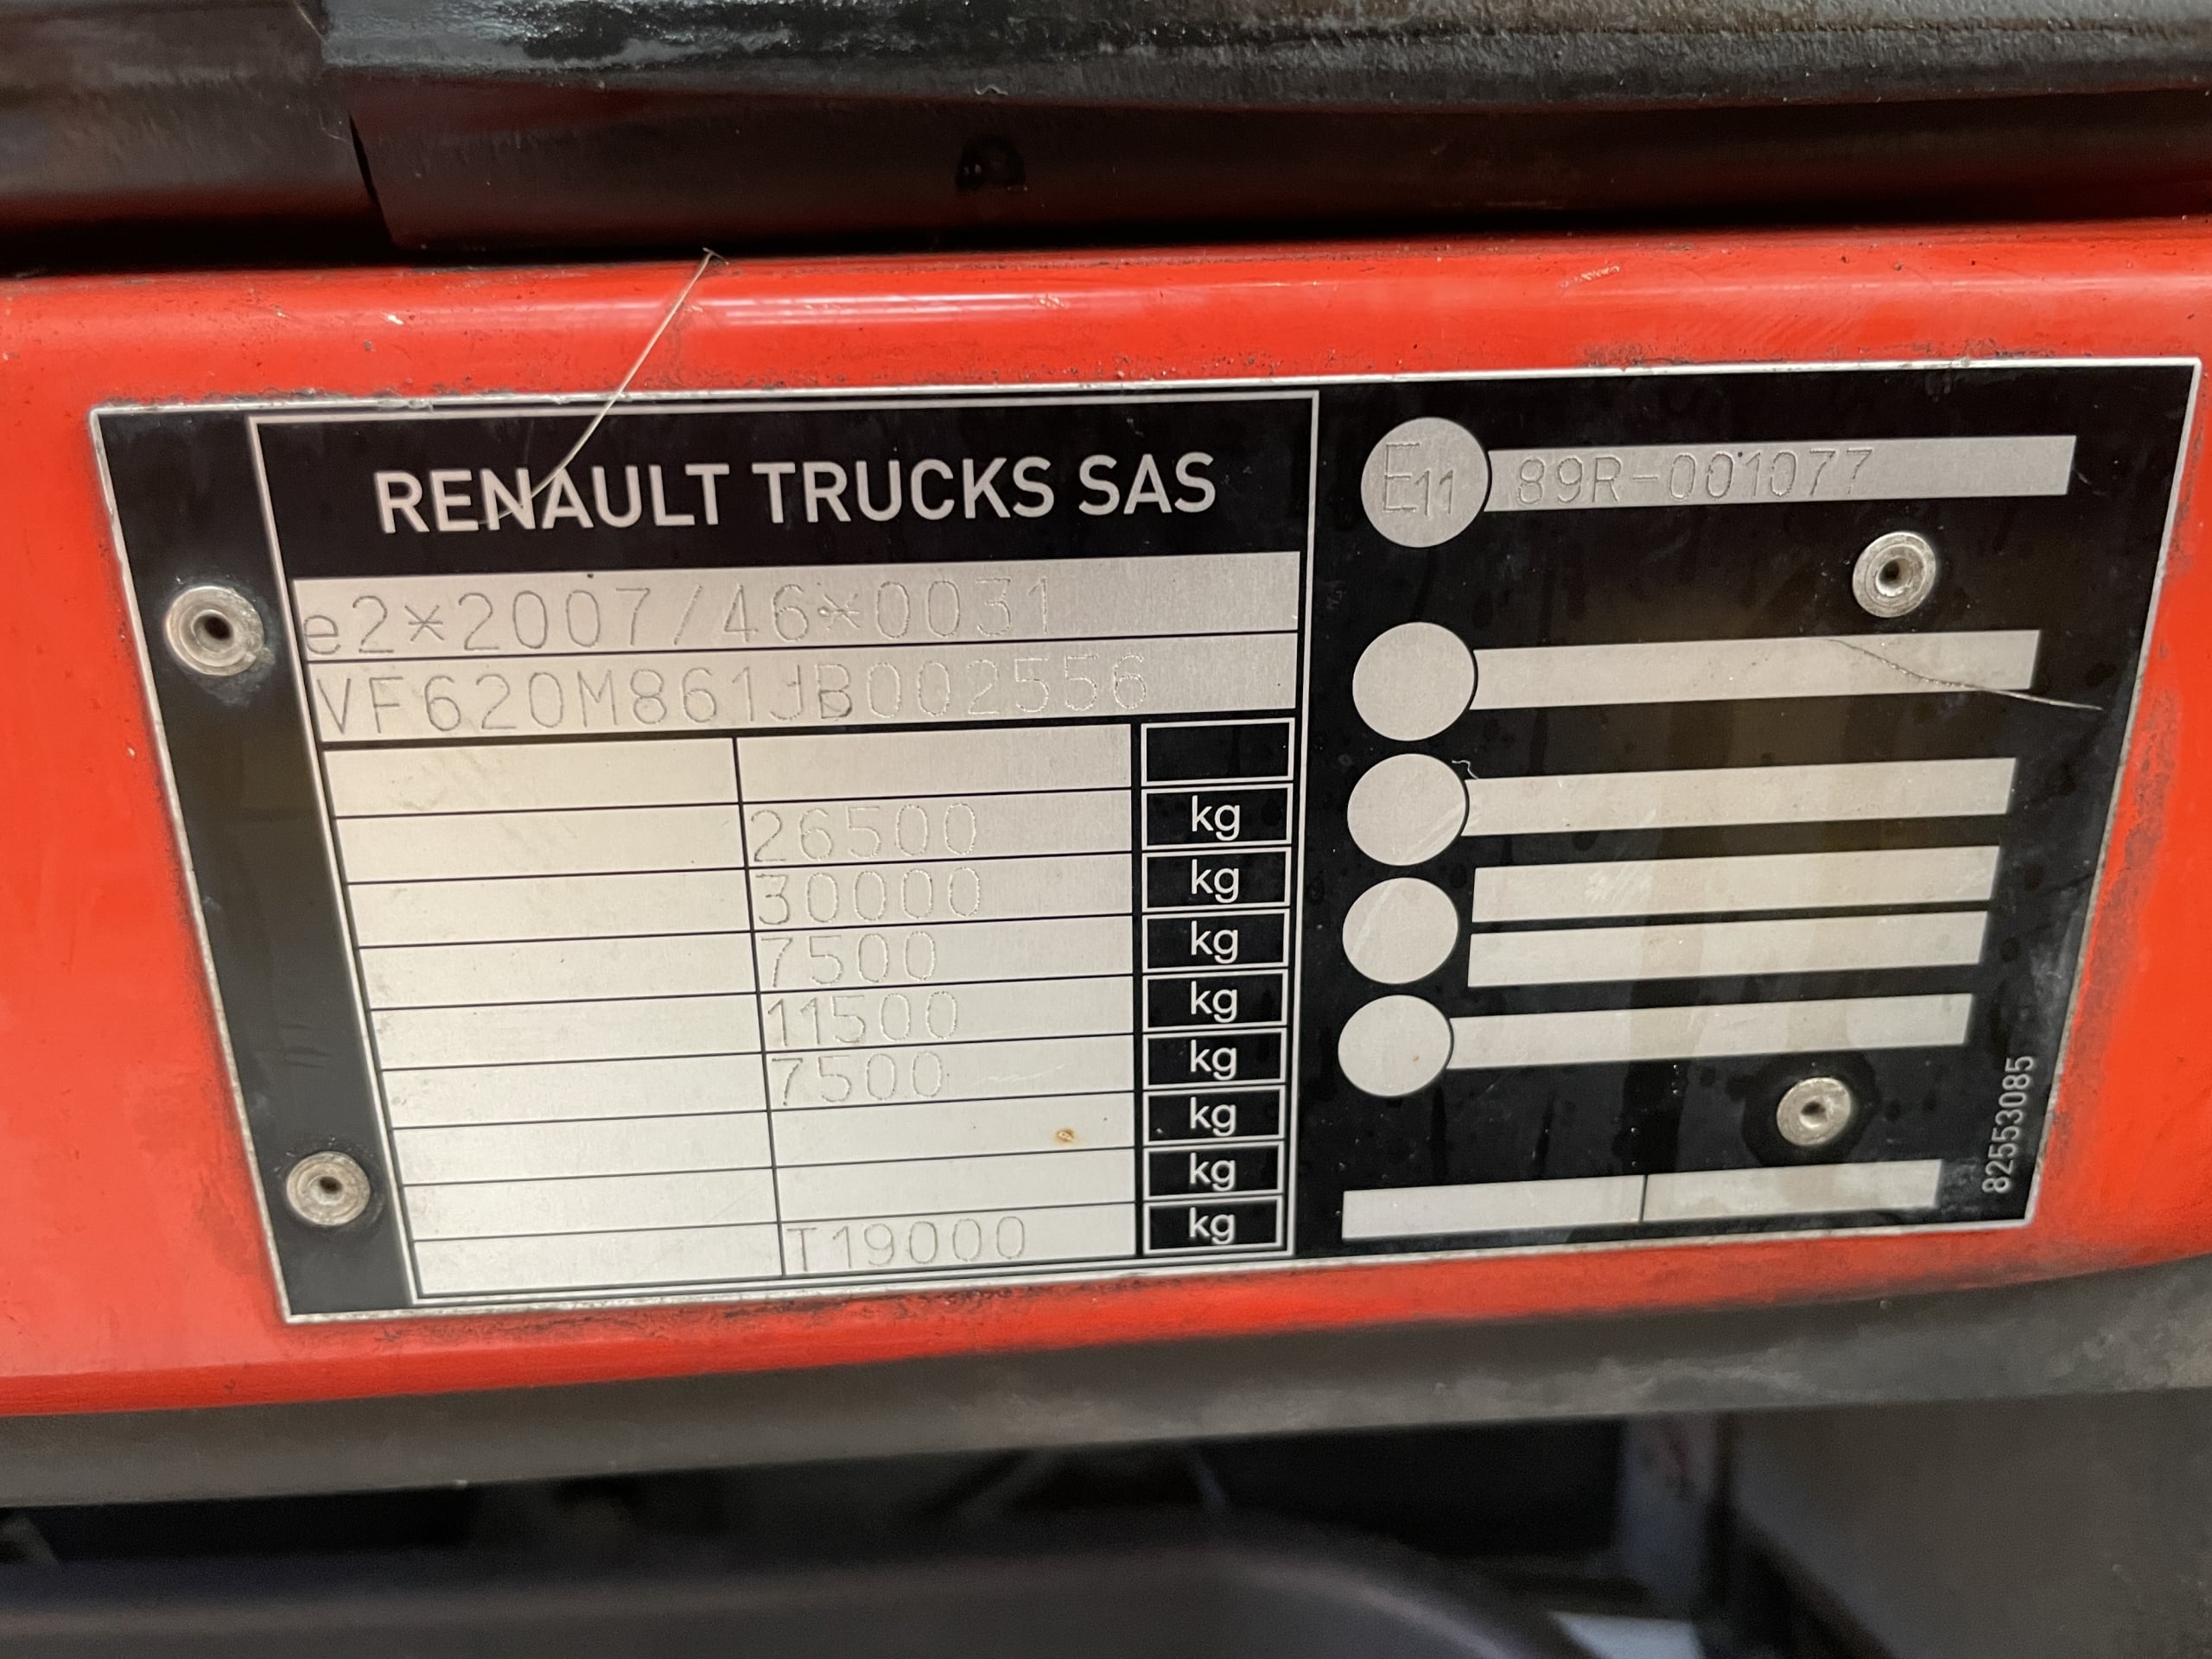 RENAULT TRUCKS SAS
e2*2007/46*0031
VF620M861JB002556
26500 kg
30000 kg
7500 kg
11500 kg
7500 kg
kg
kg
T19000 kg
E11 89R-001077
82553085